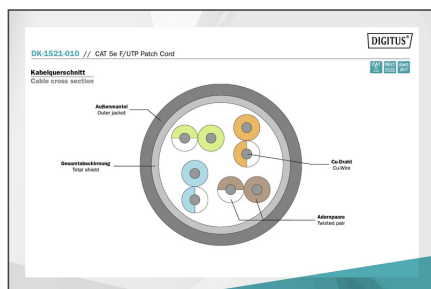 DIGITUS®
DK-1521-010 // CAT 5e F/UTP Patch Cord
Kabelquerschnitt
Cable cross section
Außenmantel
Outer jacket
Gesamtabschirmung
Total shield
Cu-Draht
Cu-Wire
Adernpaare
Twisted pair